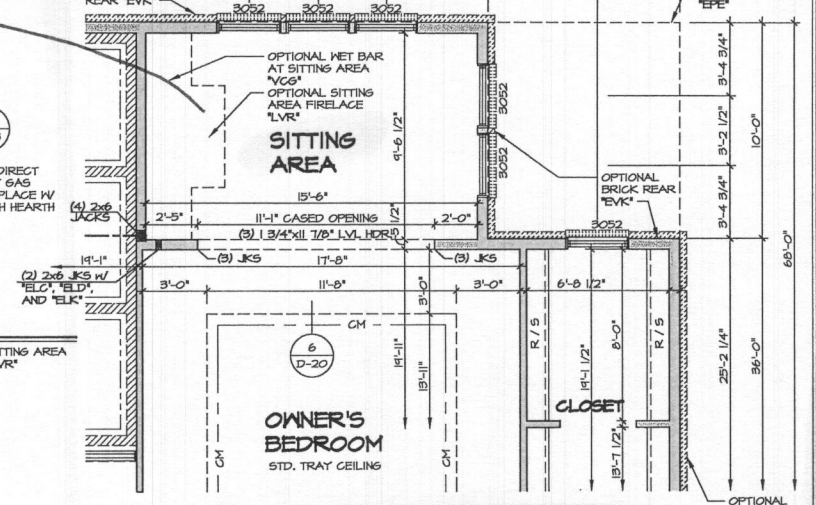 REAR "EVK"
3052
3052
3052
"EPE"
OPTIONAL WET BAR
AT SITTING AREA
"VCG"
OPTIONAL SITTING
AREA FIRELACE
"LVR"
SITTING
AREA
9'-6 1/2"
3052
3052
3'-4 3/4"
3'-2 1/2"
3'-4 3/4"
10'-0"
68'-0"
DIRECT
GAS
PLACE W/
H HEARTH
OPTIONAL
BRICK REAR
"EVK"
3052
(4) 2x6
JACKS
15'-6"
2'-5"
11'-1" CASED OPENING
2'-0"
(3) 1 3/4"x11 7/8" LVL HDR
5 1/2"
(3) JKS
(3) JKS
19'-1"
17'-8"
(2) 2x6 JKS W/
"ELC", "ELD",
AND "ELK"
3'-0"
11'-8"
3'-0"
6'-8 1/2"
3'-0"
CM
6
D-20
19'-11"
13'-11"
R / S
19'-1 1/2"
8'-0"
R / S
25'-2 1/4"
36'-0"
TTING AREA
VR"
CLOSET
OWNER'S
BEDROOM
STD. TRAY CEILING
CM
CM
13'-7 1/2"
OPTIONAL